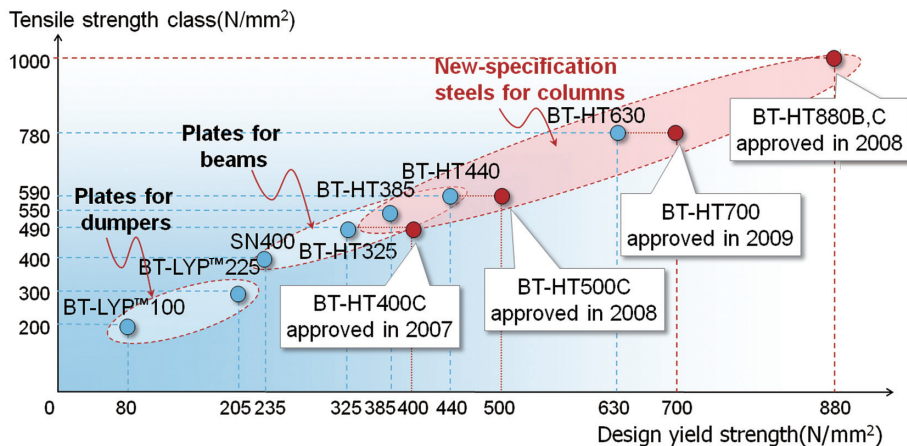 Tensile strength class(N/mm²)
1000
780
590
550
490
400
300
200
0
80
205
235
325
385
400
440
500
630
700
880
Design yield strength(N/mm²)
New-specification
steels for columns
Plates for
beams
Plates for
dumpers
BT-HT630
BT-HT440
BT-HT385
BT-HT325
SN400
BT-LYP™225
BT-LYP™100
BT-HT880B,C
approved in 2008
BT-HT700
approved in 2009
BT-HT500C
approved in 2008
BT-HT400C
approved in 2007